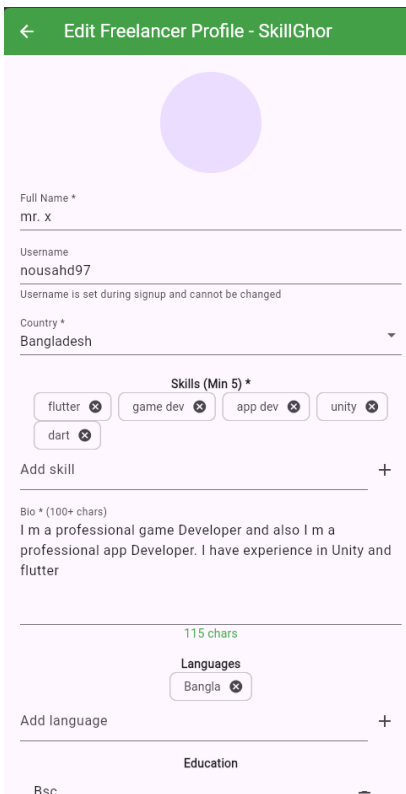 Edit Freelancer Profile - SkillGhor
Full Name *
mr. x
Username
nousahd97
Username is set during signup and cannot be changed
Country *
Bangladesh
Skills (Min 5) *
flutter game dev app dev unity
dart
Add skill
Bio * (100+ chars)
I m a professional game Developer and also I m a
professional app Developer. I have experience in Unity and
flutter
115 chars
Languages
Bangla
Add language
Education
Bsc